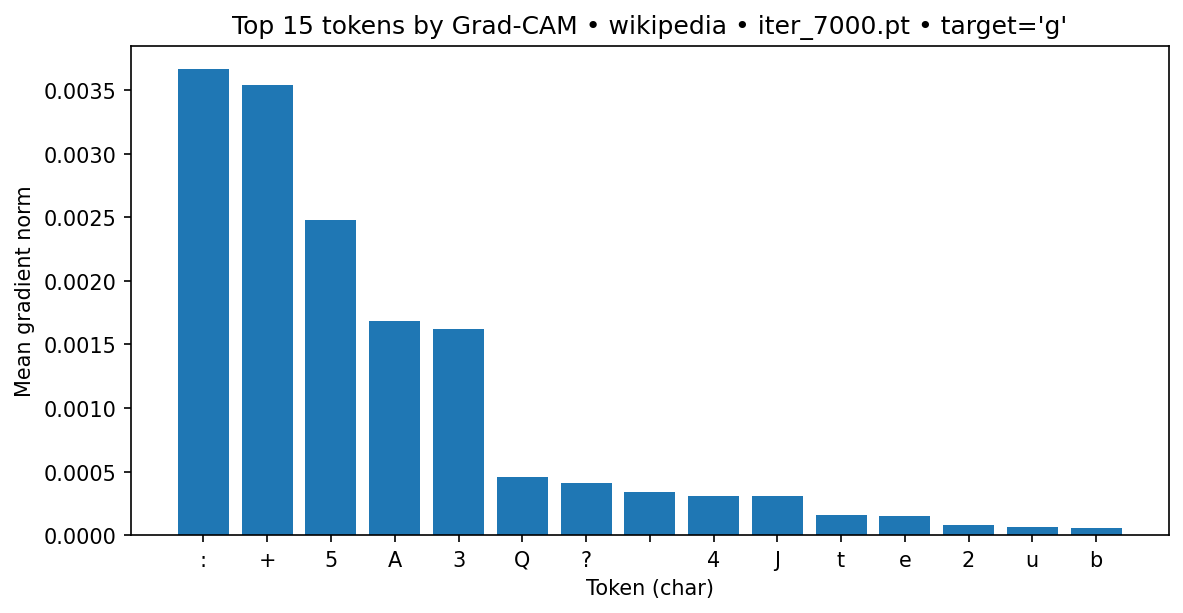 Top 15 tokens by Grad-CAM • wikipedia • iter_7000.pt • target='g'
Mean gradient norm
0.0035
0.0030
0.0025
0.0020
0.0015
0.0010
0.0005
0.0000
: + 5 A 3 Q ? 4 J t e 2 u b
Token (char)